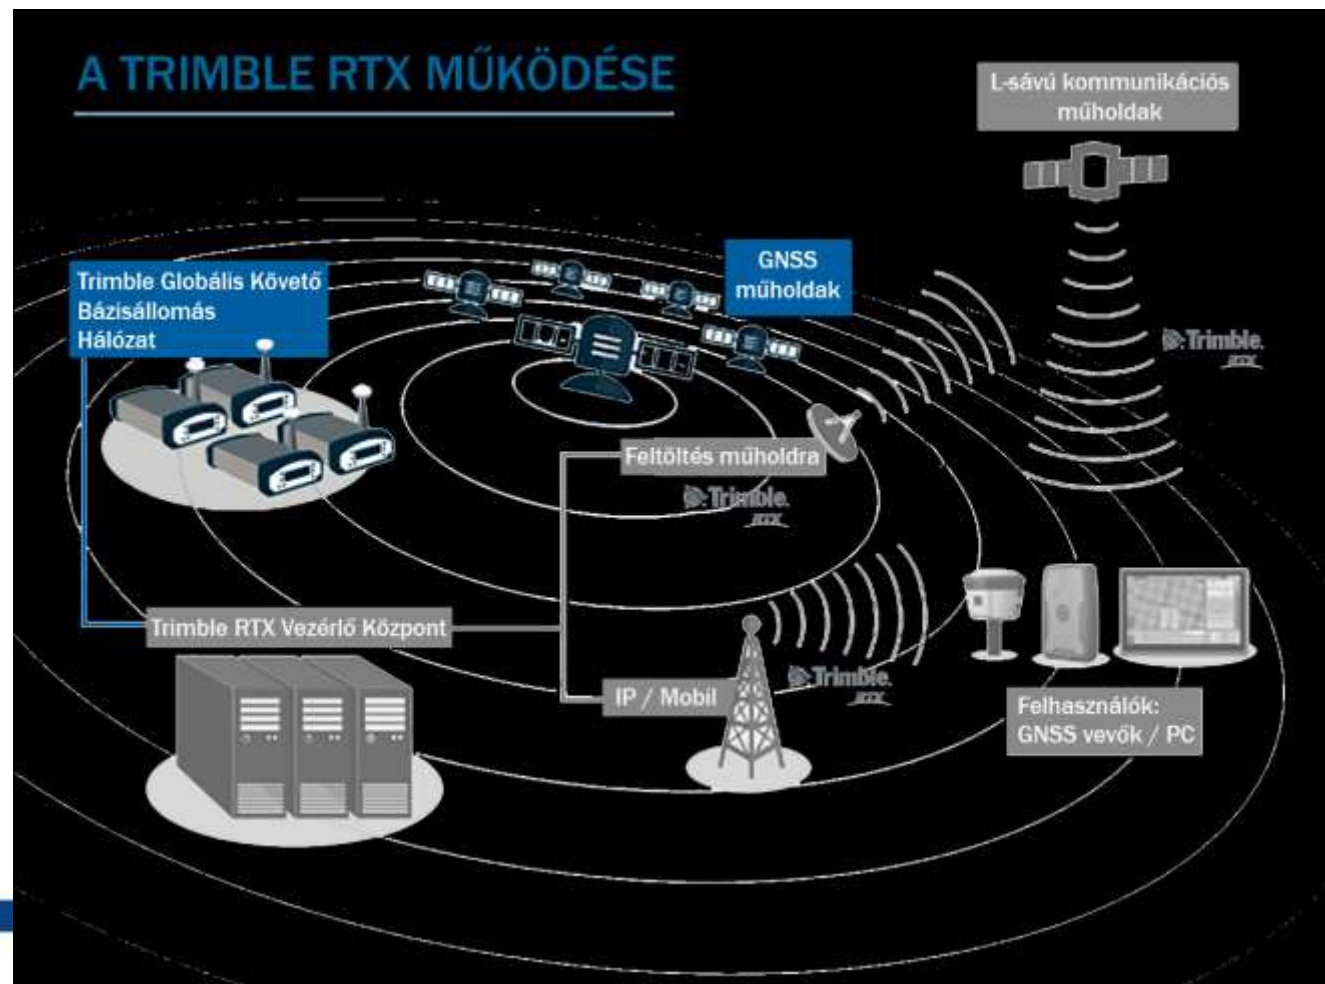 A TRIMBLE RTX MŰKÖDÉSE
L-sávú kommunikációs
műholdak
GNSS
műholdak
Trimble Globális Követő
Bázisállomás
Hálózat
Trimble.
RTX
Feltöltés műholdra
Trimble.
RTX
Trimble RTX Vezérlő Központ
IP / Mobil
Trimble.
RTX
Felhasználók:
GNSS vevők / PC